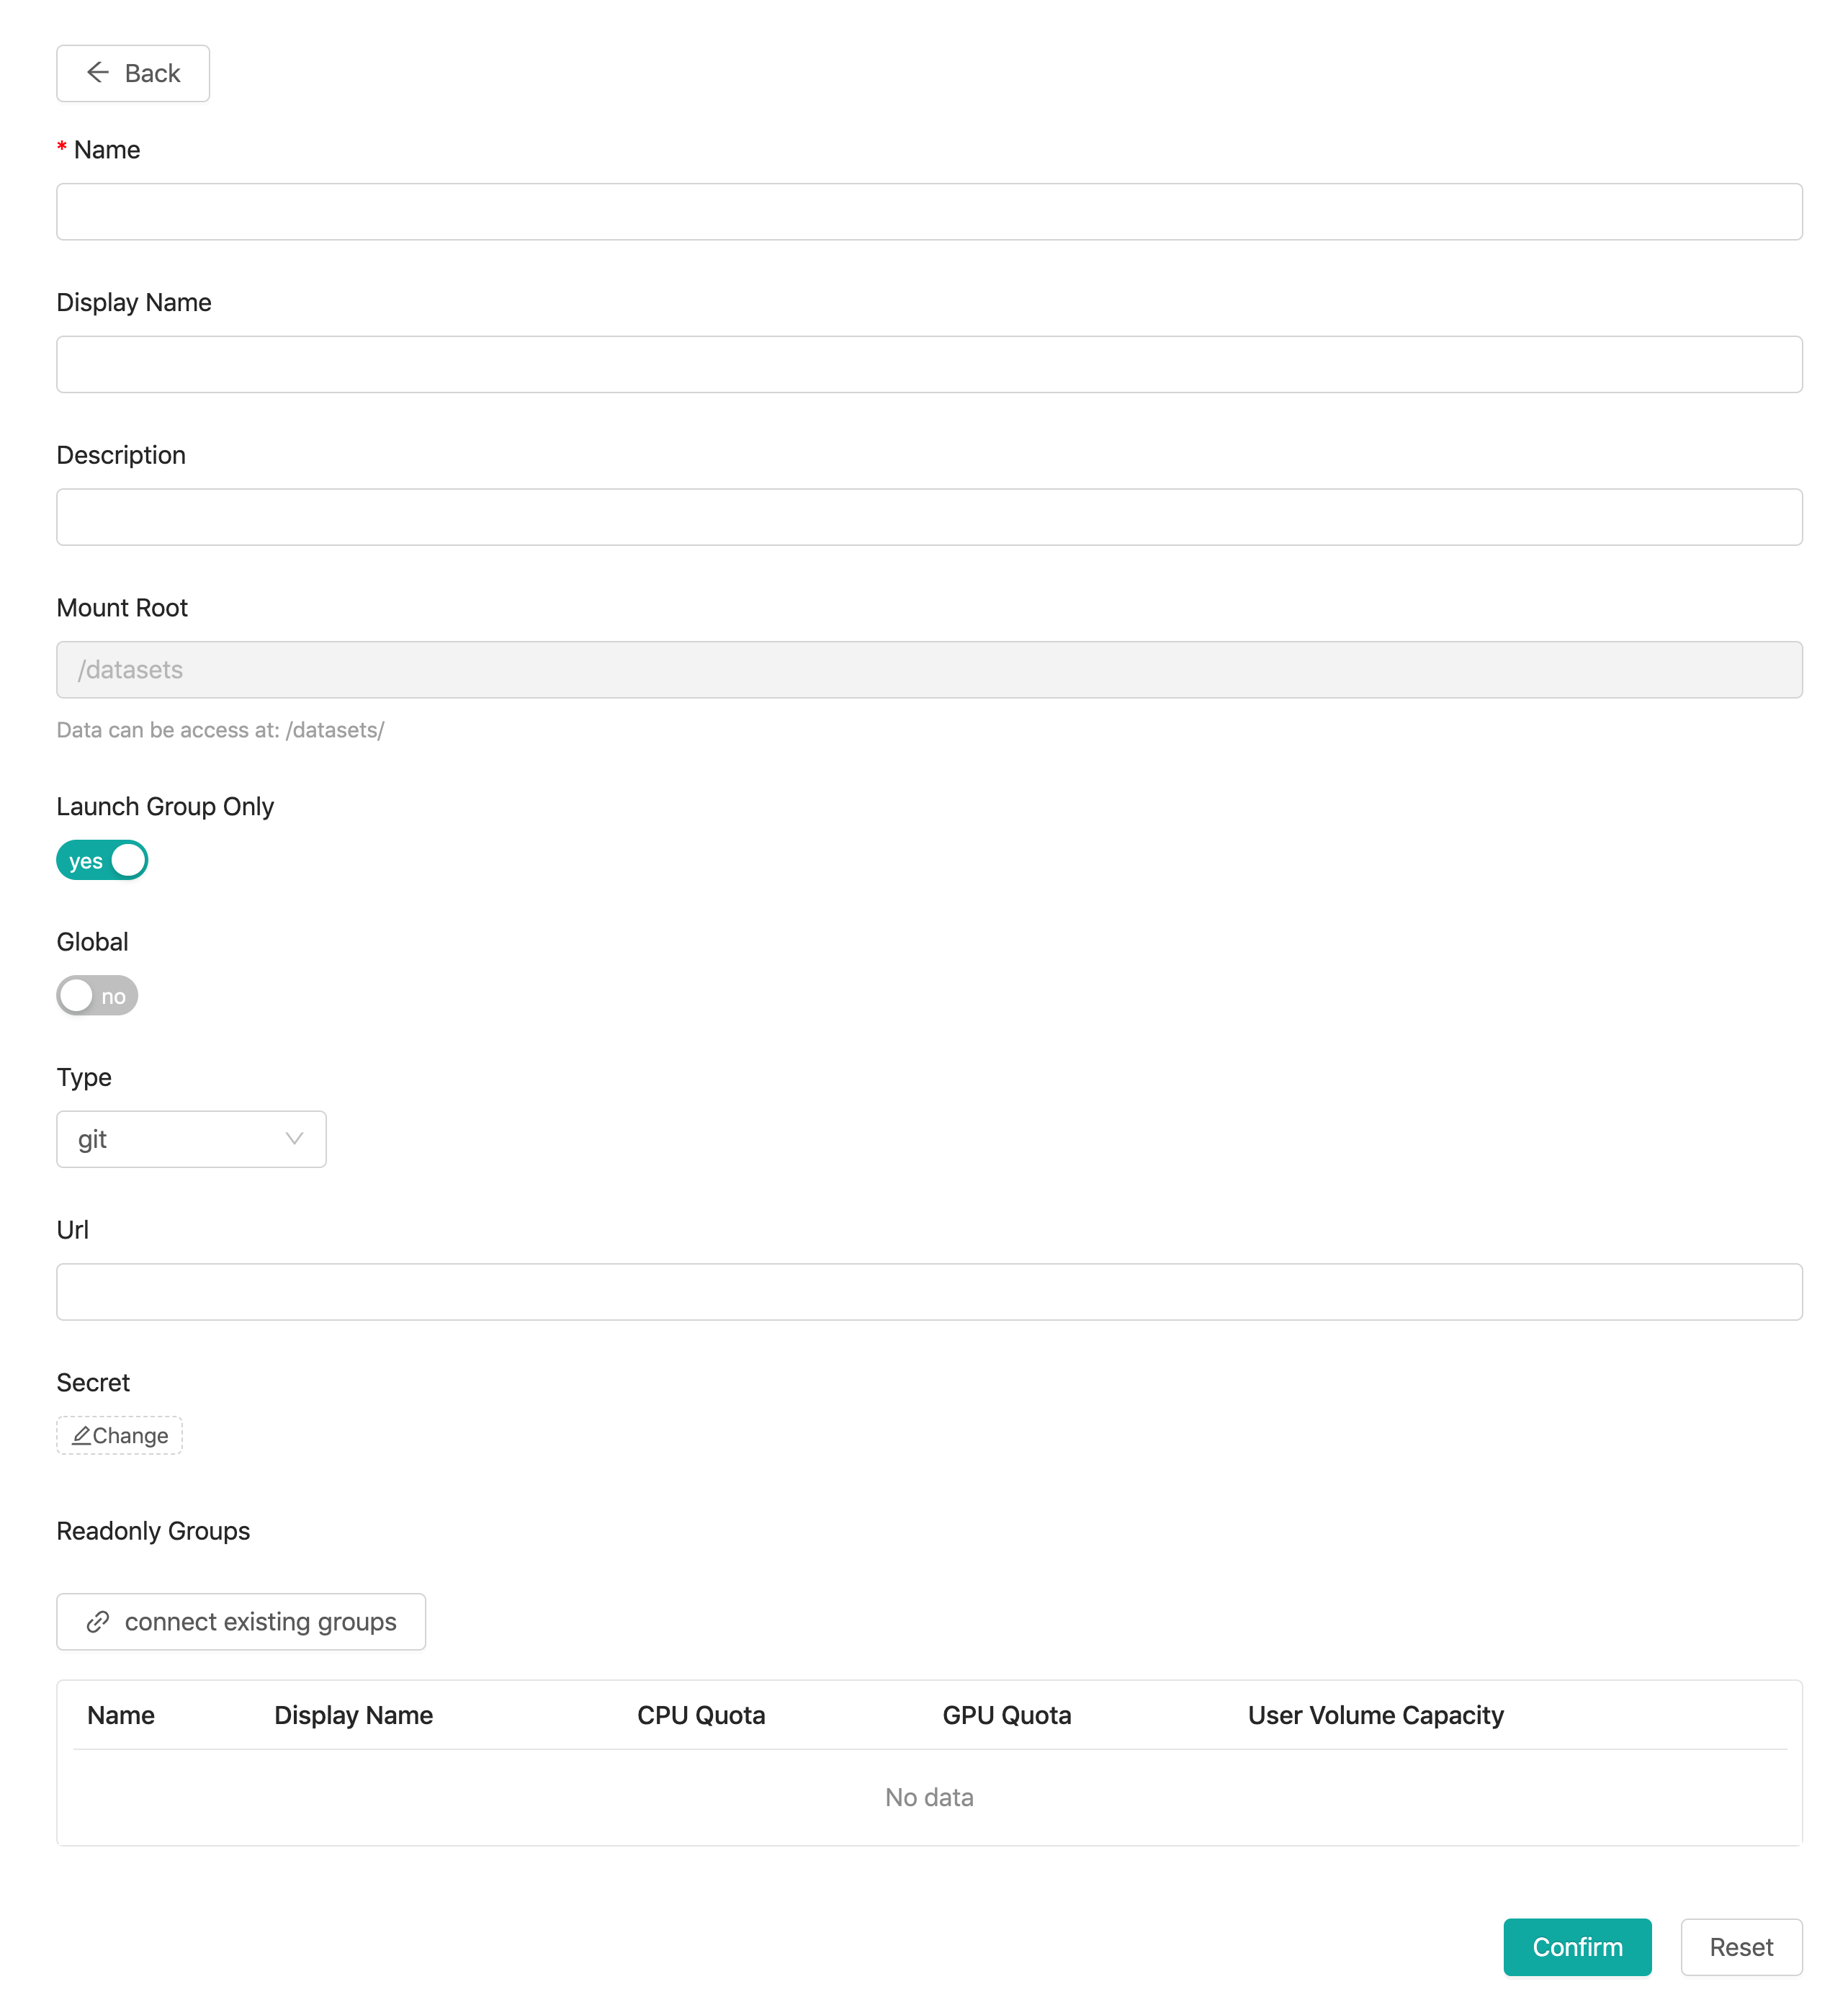 Back
* Name
Display Name
Description
Mount Root
/datasets
Data can be access at: /datasets/
Launch Group Only
yes
Global
no
Type
git
Url
Secret
Change
Readonly Groups
connect existing groups
Name Display Name CPU Quota GPU Quota User Volume Capacity
No data
Confirm Reset